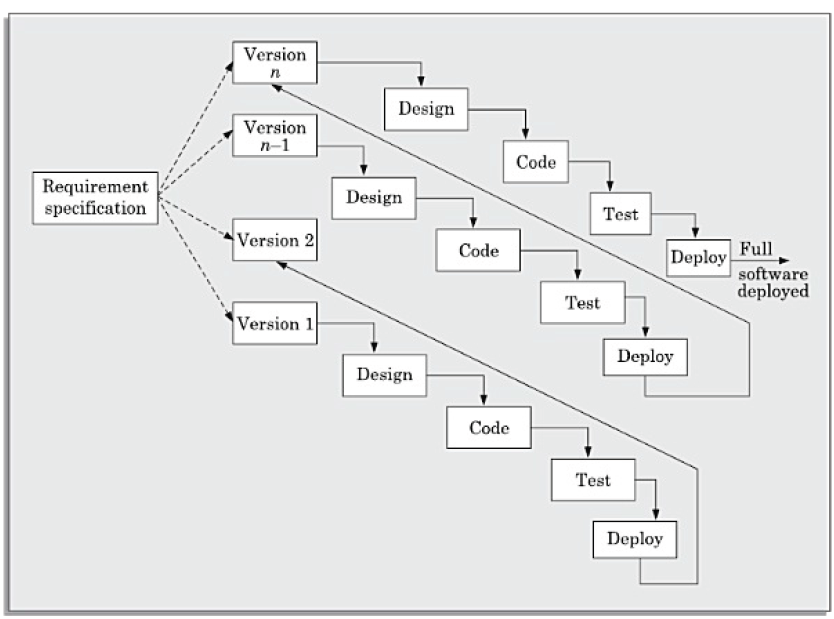 Version
n
Design
Code
Test
Deploy
Full
software
deployed
Version
n–1
Design
Code
Test
Deploy
Requirement
specification
Version 2
Version 1
Design
Code
Test
Deploy